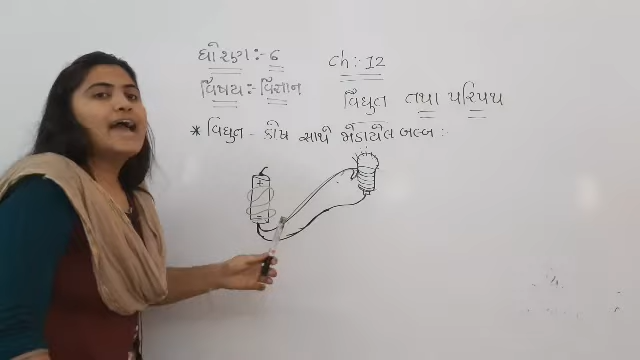 ધોરણ:- 6
Ch: 12
વિષય:- વિજ્ઞાન
વિદ્યુત તથા પરિપથ
* વિદ્યુત - કોષ સાથે જોડાયેલ બલ્બ :-
+
-